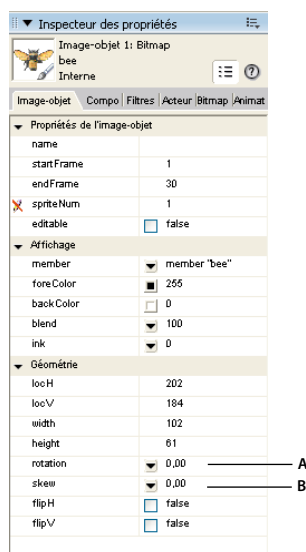 Inspecteur des propriétés
Image-objet 1: Bitmap
bee
Interne
Image-objet Compo Filtres Acteur Bitmap Animat
Propriétés de l'image-objet
name
startFrame 1
endFrame 30
spriteNum 1
editable false
Affichage
member member "bee"
foreColor 255
backColor 0
blend 100
ink 0
Géométrie
locH 202
locV 184
width 102
height 61
rotation 0,00 A
skew 0,00 B
flipH false
flipV false